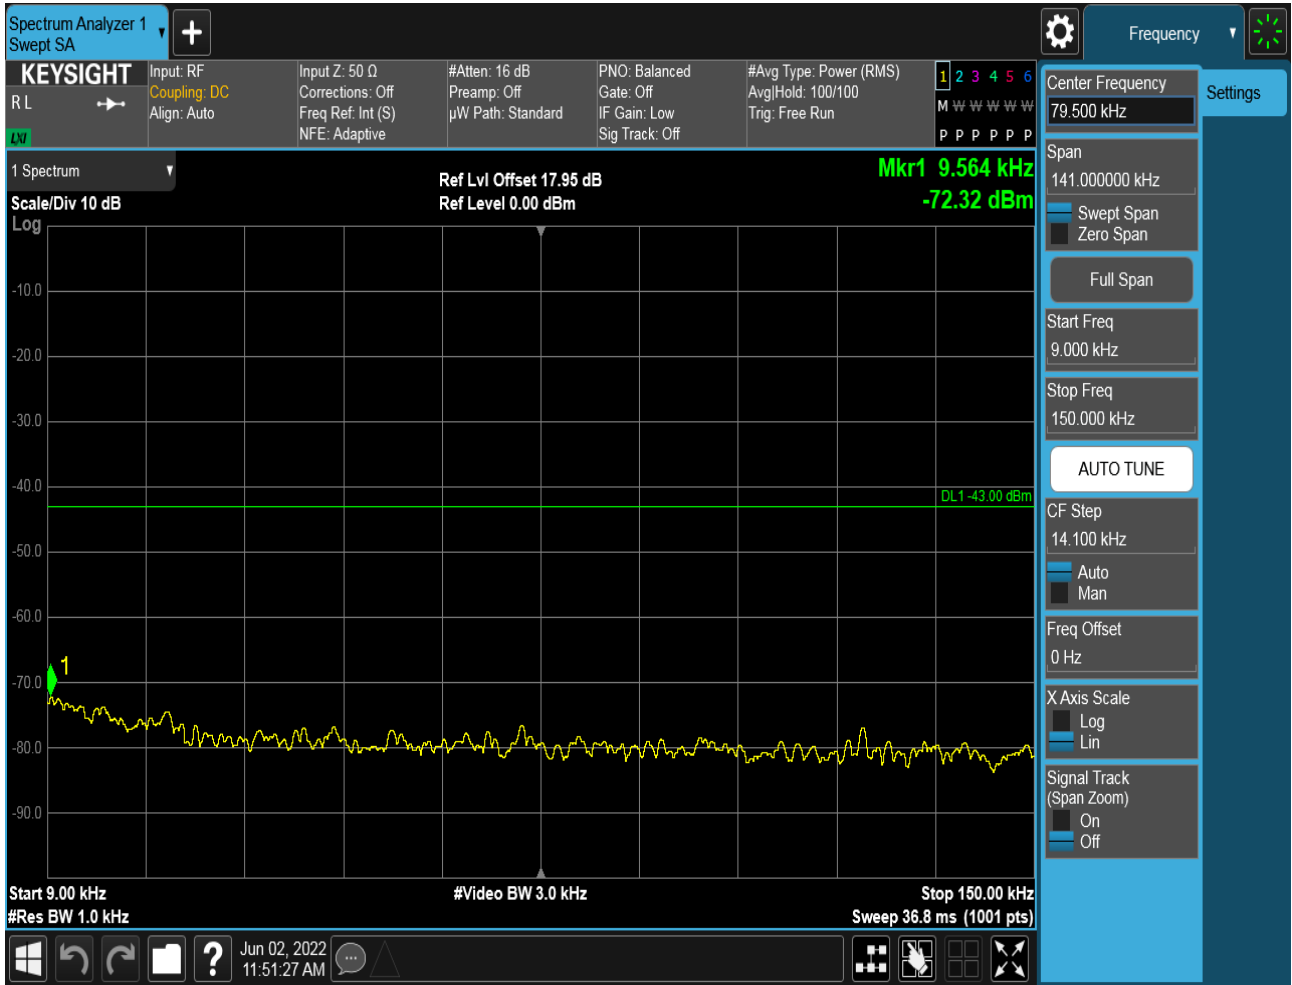 Spectrum Analyzer 1
Swept SA
Frequency
KEYSIGHT
R L
LXI
Input: RF
Coupling: DC
Align: Auto
Input Z: 50 Ω
Corrections: Off
Freq Ref: Int (S)
NFE: Adaptive
#Atten: 16 dB
Preamp: Off
µW Path: Standard
PNO: Balanced
Gate: Off
IF Gain: Low
Sig Track: Off
#Avg Type: Power (RMS)
Avg|Hold: 100/100
Trig: Free Run
1 2 3 4 5 6
M W W W W W
P P P P P P
1 Spectrum
Scale/Div 10 dB
Log
Ref Lvl Offset 17.95 dB
Ref Level 0.00 dBm
Mkr1 9.564 kHz
-72.32 dBm
-10.0
-20.0
-30.0
-40.0
DL1 -43.00 dBm
-50.0
-60.0
1
-70.0
-80.0
-90.0
Start 9.00 kHz
#Video BW 3.0 kHz
Stop 150.00 kHz
#Res BW 1.0 kHz
Sweep 36.8 ms (1001 pts)
Jun 02, 2022
11:51:27 AM
Center Frequency
79.500 kHz
Settings
Span
141.000000 kHz
Swept Span
Zero Span
Full Span
Start Freq
9.000 kHz
Stop Freq
150.000 kHz
AUTO TUNE
CF Step
14.100 kHz
Auto
Man
Freq Offset
0 Hz
X Axis Scale
Log
Lin
Signal Track
(Span Zoom)
On
Off